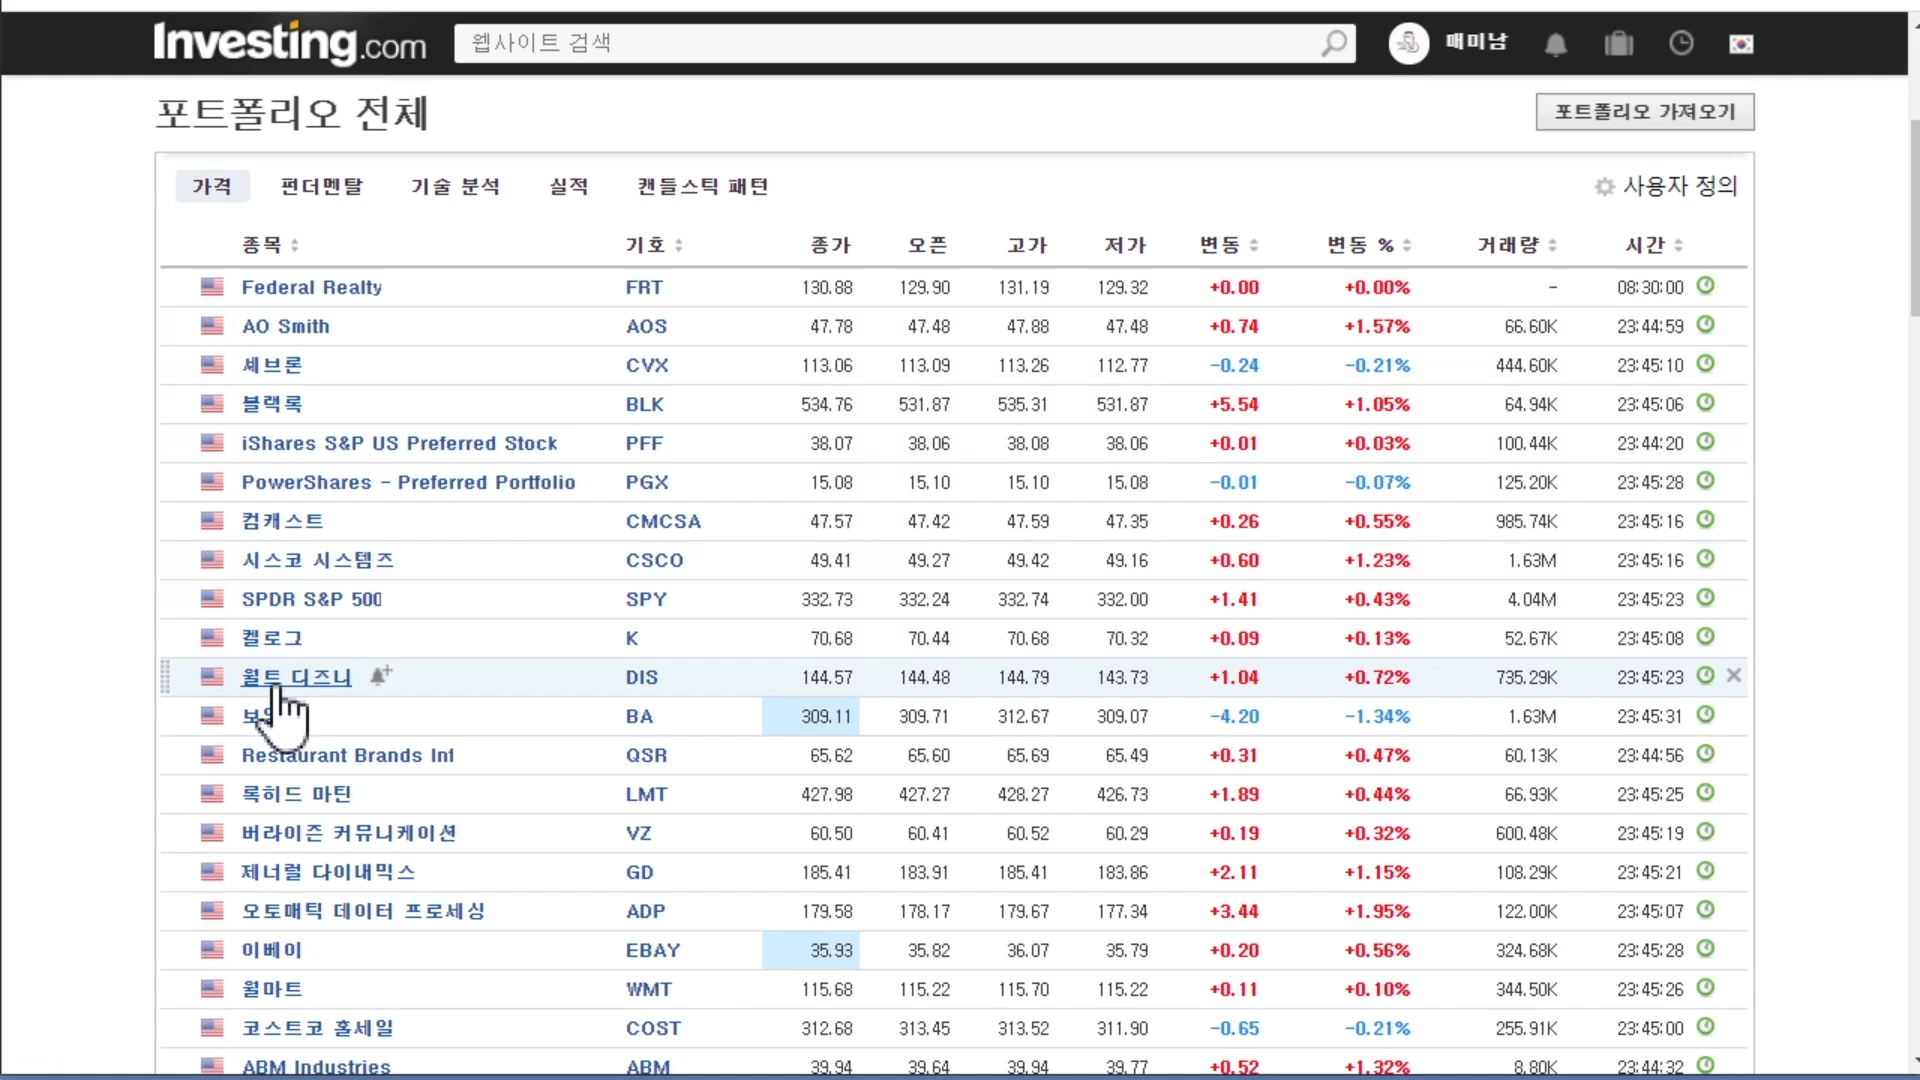 Investing.com 웹사이트 검색 매미남
포트폴리오 전체 포트폴리오 가져오기
가격 펀더멘탈 기술 분석 실적 캔들스틱 패턴 사용자 정의
종목 기호 종가 오픈 고가 저가 변동 변동 % 거래량 시간
Federal Realty FRT 130.88 129.90 131.19 129.32 +0.00 +0.00% - 08:30:00
AO Smith AOS 47.78 47.48 47.88 47.48 +0.74 +1.57% 66.60K 23:44:59
셰브론 CVX 113.06 113.09 113.26 112.77 -0.24 -0.21% 444.60K 23:45:10
블랙록 BLK 534.76 531.87 535.31 531.87 +5.54 +1.05% 64.94K 23:45:06
iShares S&P US Preferred Stock PFF 38.07 38.06 38.08 38.06 +0.01 +0.03% 100.44K 23:44:20
PowerShares - Preferred Portfolio PGX 15.08 15.10 15.10 15.08 -0.01 -0.07% 125.20K 23:45:28
컴캐스트 CMCSA 47.57 47.42 47.59 47.35 +0.26 +0.55% 985.74K 23:45:16
시스코 시스템즈 CSCO 49.41 49.27 49.42 49.16 +0.60 +1.23% 1.63M 23:45:16
SPDR S&P 500 SPY 332.73 332.24 332.74 332.00 +1.41 +0.43% 4.04M 23:45:23
켈로그 K 70.68 70.44 70.68 70.32 +0.09 +0.13% 52.67K 23:45:08
월트 디즈니 DIS 144.57 144.48 144.79 143.73 +1.04 +0.72% 735.29K 23:45:23
BA 309.11 309.71 312.67 309.07 -4.20 -1.34% 1.63M 23:45:31
Restaurant Brands Int QSR 65.62 65.60 65.69 65.49 +0.31 +0.47% 60.13K 23:44:56
록히드 마틴 LMT 427.98 427.27 428.27 426.73 +1.89 +0.44% 66.93K 23:45:25
버라이즌 커뮤니케이션 VZ 60.50 60.41 60.52 60.29 +0.19 +0.32% 600.48K 23:45:19
제너럴 다이내믹스 GD 185.41 183.91 185.41 183.86 +2.11 +1.15% 108.29K 23:45:21
오토매틱 데이터 프로세싱 ADP 179.58 178.17 179.67 177.34 +3.44 +1.95% 122.00K 23:45:07
이베이 EBAY 35.93 35.82 36.07 35.79 +0.20 +0.56% 324.68K 23:45:28
월마트 WMT 115.68 115.22 115.70 115.22 +0.11 +0.10% 344.50K 23:45:26
코스트코 홀세일 COST 312.68 313.45 313.52 311.90 -0.65 -0.21% 255.91K 23:45:00
ABM Industries ABM 39.94 39.64 39.94 39.77 +0.52 +1.32% 8.80K 23:44:32